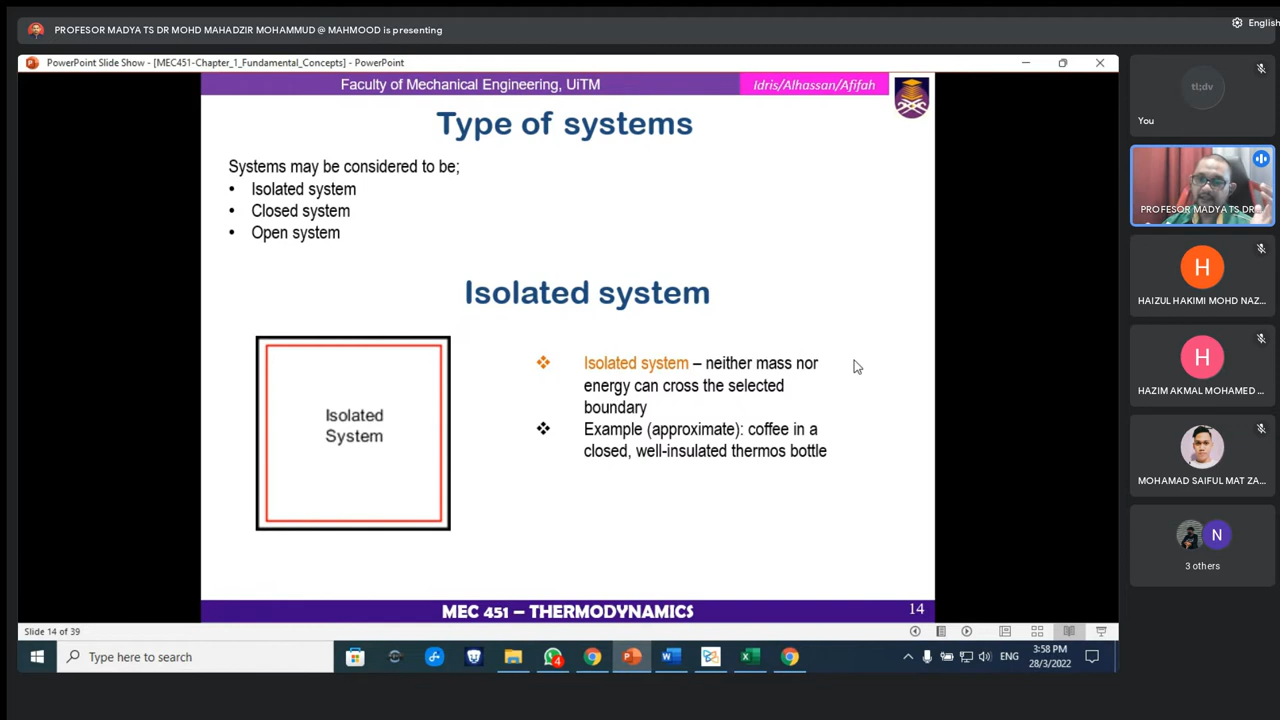 PROFESOR MADYA TS DR MOHD MAHADZIR MOHAMMUD @ MAHMOOD is presenting
English
PowerPoint Slide Show - [MEC451-Chapter_1_Fundamental_Concepts] - PowerPoint
Faculty of Mechanical Engineering, UiTM
Idris/Alhassan/Afifah
Type of systems
Systems may be considered to be;
• Isolated system
• Closed system
• Open system
Isolated system
Isolated
System
❖ Isolated system – neither mass nor
energy can cross the selected
boundary
❖ Example (approximate): coffee in a
closed, well-insulated thermos bottle
MEC 451 – THERMODYNAMICS
14
Slide 14 of 39
Type here to search
4
ENG
3:58 PM
28/3/2022
tl;dv
You
PROFESOR MADYA TS DR
H
HAIZUL HAKIMI MOHD NAZ...
H
HAZIM AKMAL MOHAMED ...
MOHAMAD SAIFUL MAT ZA...
N
3 others